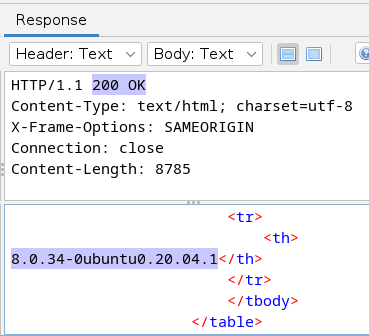 Response
Header: Text Body: Text
HTTP/1.1 200 OK
Content-Type: text/html; charset=utf-8
X-Frame-Options: SAMEORIGIN
Connection: close
Content-Length: 8785
<tr>
<th>
8.0.34-0ubuntu0.20.04.1</th>
</tr>
</tbody>
</table>